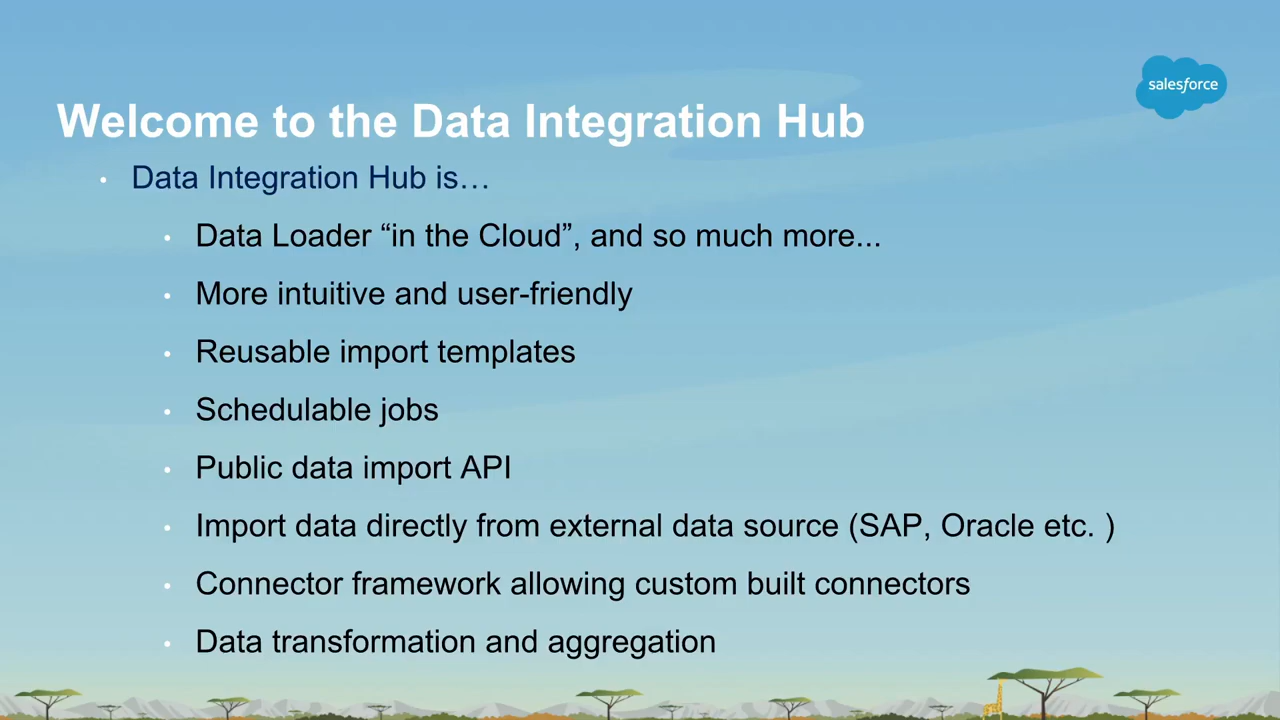 salesforce
Welcome to the Data Integration Hub
• Data Integration Hub is…
• Data Loader “in the Cloud”, and so much more...
• More intuitive and user-friendly
• Reusable import templates
• Schedulable jobs
• Public data import API
• Import data directly from external data source (SAP, Oracle etc. )
• Connector framework allowing custom built connectors
• Data transformation and aggregation